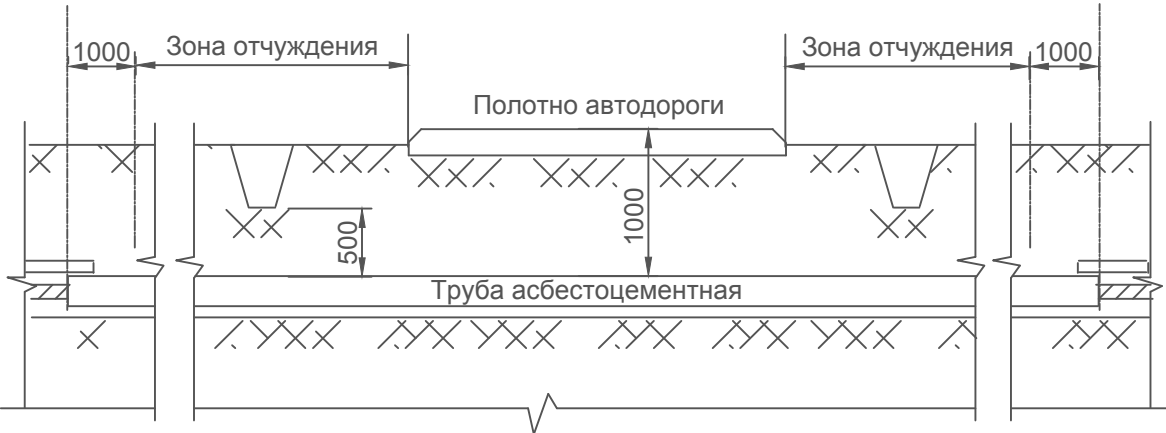 1000
Зона отчуждения
Зона отчуждения
1000
Полотно автодороги
500
1000
Труба асбестоцементная